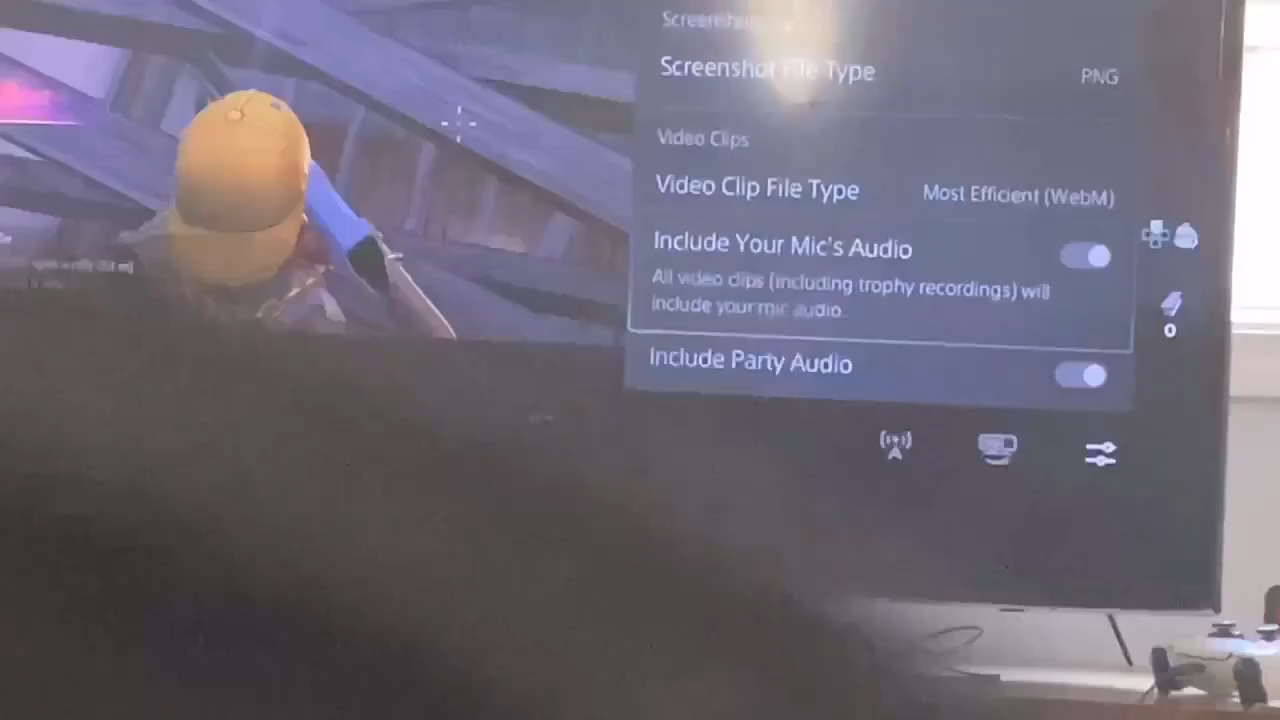 Screenshot File Type
PNG
Video Clips
Video Clip File Type
Most Efficient (WebM)
Include Your Mic's Audio
All video clips (including trophy recordings) will
include your mic audio.
0
Include Party Audio